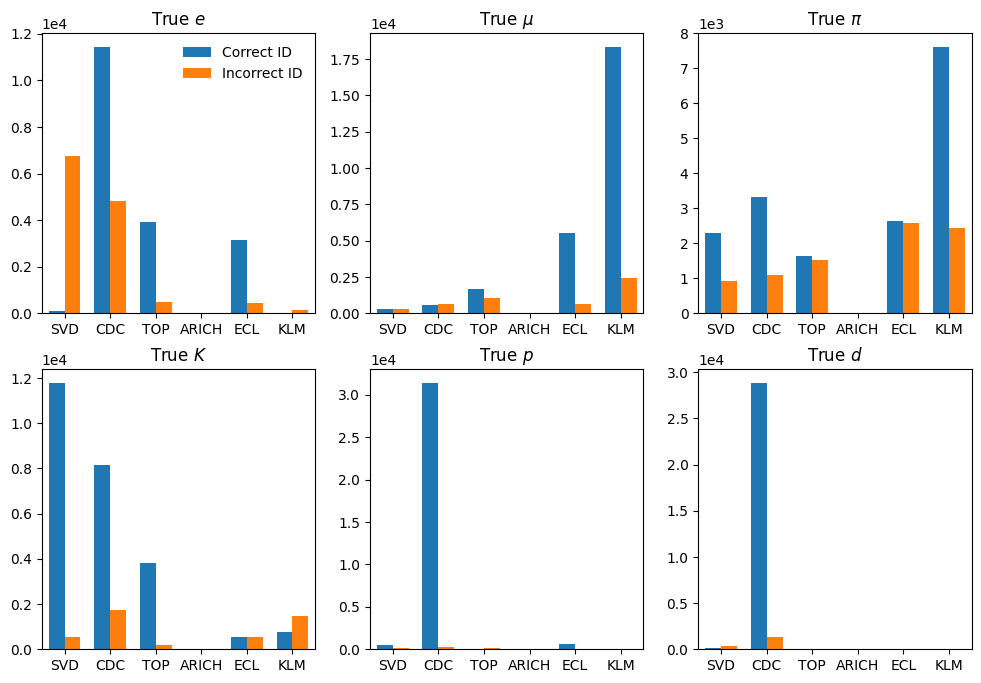 True e
1e4
1.2
1.0
0.8
0.6
0.4
0.2
0.0
SVD CDC TOP ARICH ECL KLM
Correct ID
Incorrect ID
True μ
1e4
1.75
1.50
1.25
1.00
0.75
0.50
0.25
0.00
SVD CDC TOP ARICH ECL KLM
True π
1e3
8
7
6
5
4
3
2
1
0
SVD CDC TOP ARICH ECL KLM
True K
1e4
1.2
1.0
0.8
0.6
0.4
0.2
0.0
SVD CDC TOP ARICH ECL KLM
True p
1e4
3.0
2.5
2.0
1.5
1.0
0.5
0.0
SVD CDC TOP ARICH ECL KLM
True d
1e4
3.0
2.5
2.0
1.5
1.0
0.5
0.0
SVD CDC TOP ARICH ECL KLM